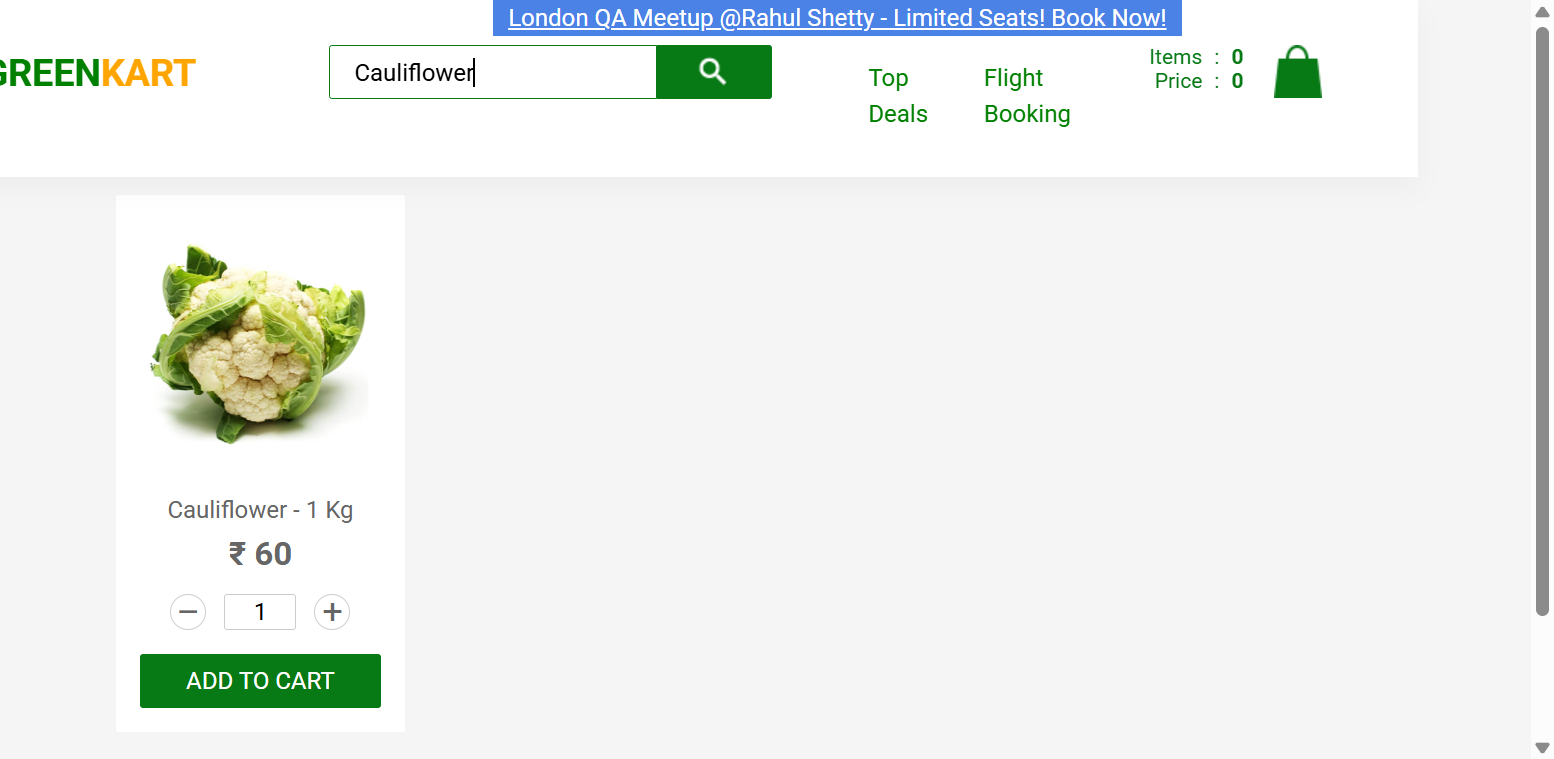 London QA Meetup @Rahul Shetty - Limited Seats! Book Now!
GREENKART
Cauliflower
Top Deals
Flight Booking
Items : 0
Price : 0
Cauliflower - 1 Kg
₹ 60
1
ADD TO CART